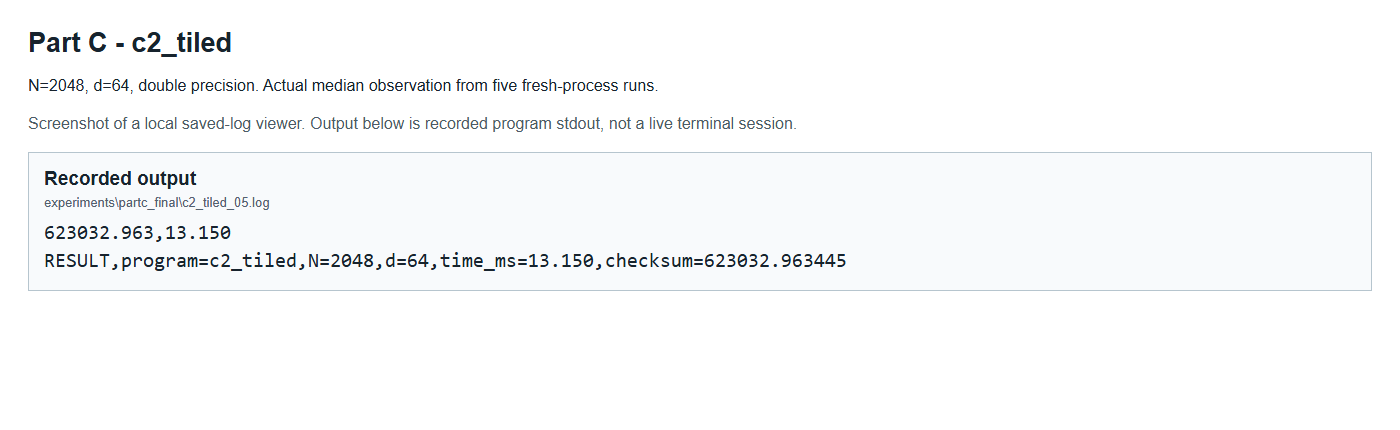 Part C - c2_tiled
N=2048, d=64, double precision. Actual median observation from five fresh-process runs.
Screenshot of a local saved-log viewer. Output below is recorded program stdout, not a live terminal session.
Recorded output
experiments\partc_final\c2_tiled_05.log
623032.963,13.150
RESULT,program=c2_tiled,N=2048,d=64,time_ms=13.150,checksum=623032.963445